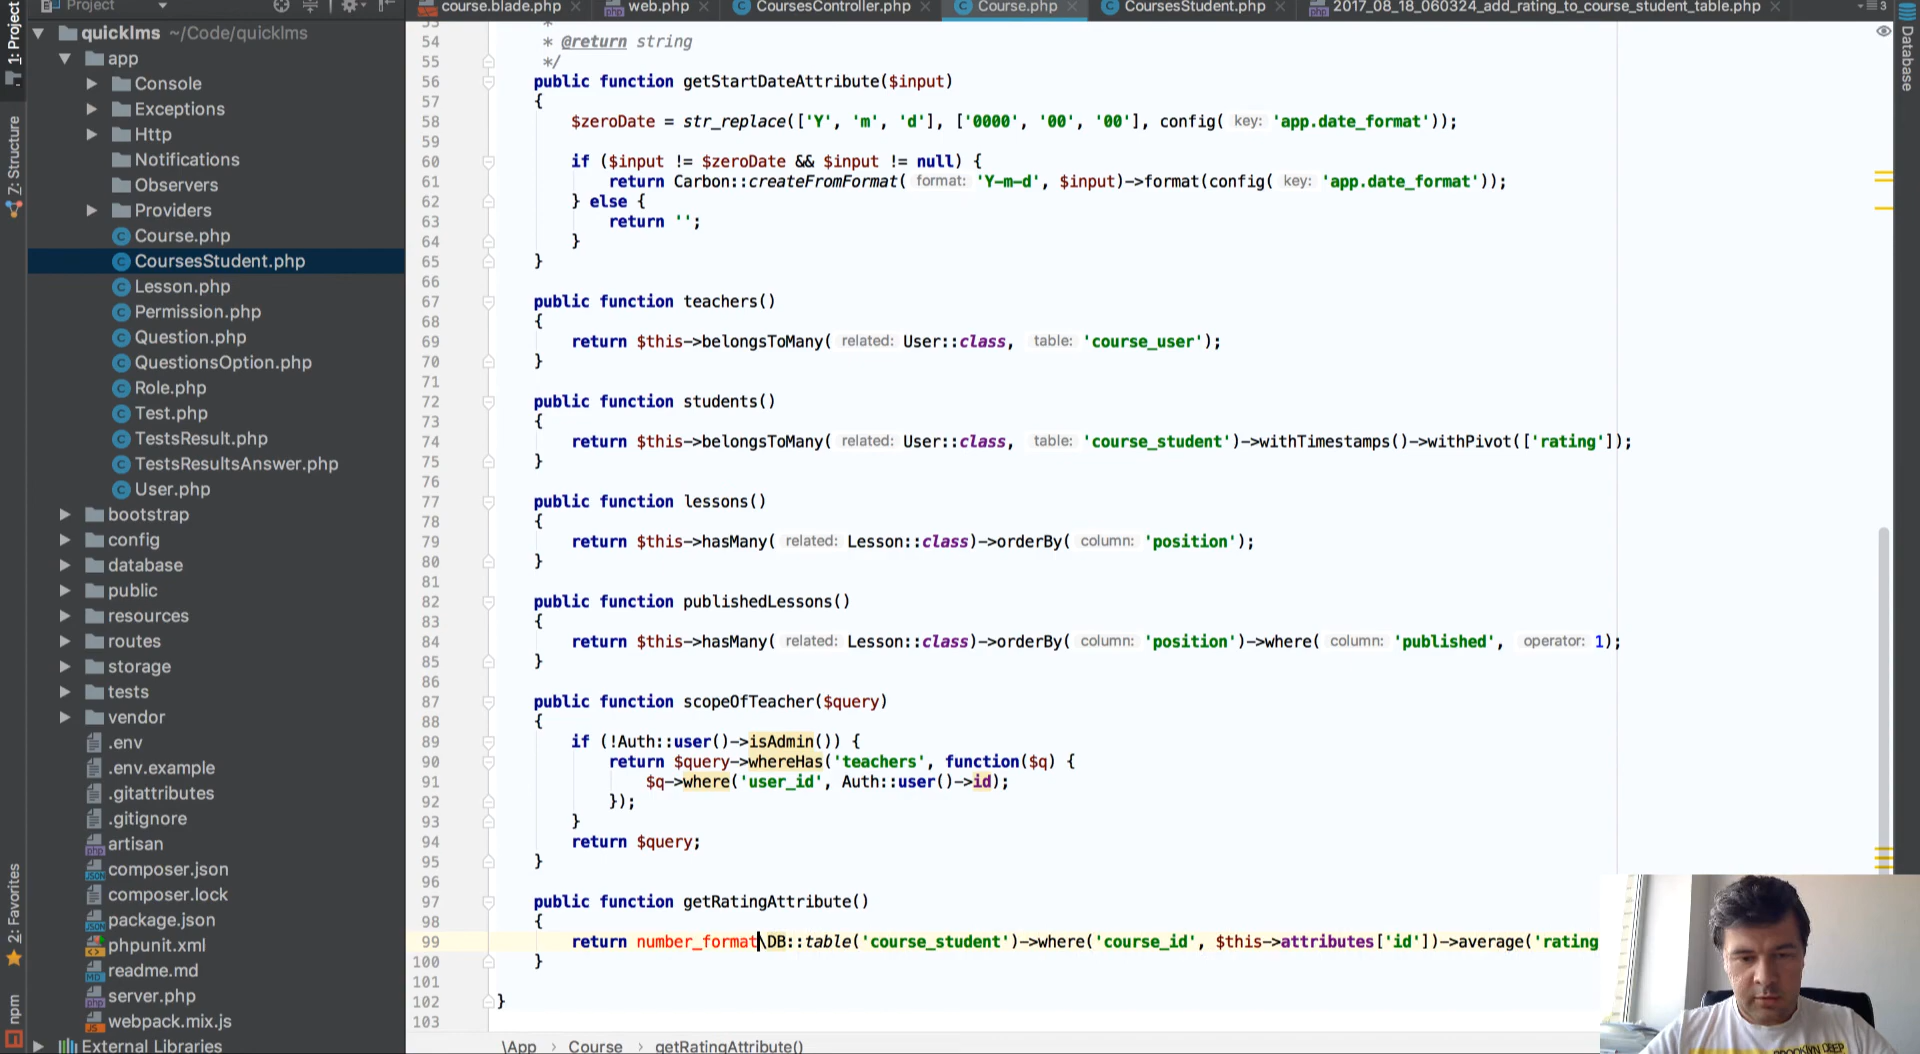 Project
course.blade.php
web.php
CoursesController.php
Course.php
CoursesStudent.php
2017_08_18_060324_add_rating_to_course_student_table.php
3
1: Project
7: Structure
2: Favorites
npm
Database
quicklms ~/Code/quicklms
app
Console
Exceptions
Http
Notifications
Observers
Providers
Course.php
CoursesStudent.php
Lesson.php
Permission.php
Question.php
QuestionsOption.php
Role.php
Test.php
TestsResult.php
TestsResultsAnswer.php
User.php
bootstrap
config
database
public
resources
routes
storage
tests
vendor
.env
.env.example
.gitattributes
.gitignore
artisan
composer.json
composer.lock
package.json
phpunit.xml
readme.md
server.php
webpack.mix.js
External Libraries
53 *
54 * @return string
55 */
56 public function getStartDateAttribute($input)
57 {
58 $zeroDate = str_replace(['Y', 'm', 'd'], ['0000', '00', '00'], config( key: 'app.date_format'));
59
60 if ($input != $zeroDate && $input != null) {
61 return Carbon::createFromFormat( format: 'Y-m-d', $input)->format(config( key: 'app.date_format'));
62 } else {
63 return '';
64 }
65 }
66
67 public function teachers()
68 {
69 return $this->belongsToMany( related: User::class, table: 'course_user');
70 }
71
72 public function students()
73 {
74 return $this->belongsToMany( related: User::class, table: 'course_student')->withTimestamps()->withPivot(['rating']);
75 }
76
77 public function lessons()
78 {
79 return $this->hasMany( related: Lesson::class)->orderBy( column: 'position');
80 }
81
82 public function publishedLessons()
83 {
84 return $this->hasMany( related: Lesson::class)->orderBy( column: 'position')->where( column: 'published', operator: 1);
85 }
86
87 public function scopeOfTeacher($query)
88 {
89 if (!Auth::user()->isAdmin()) {
90 return $query->whereHas('teachers', function($q) {
91 $q->where('user_id', Auth::user()->id);
92 });
93 }
94 return $query;
95 }
96
97 public function getRatingAttribute()
98 {
99 return number_format\DB::table('course_student')->where('course_id', $this->attributes['id'])->average('rating
100 }
101
102 }
103
\App > Course > getRatingAttribute()